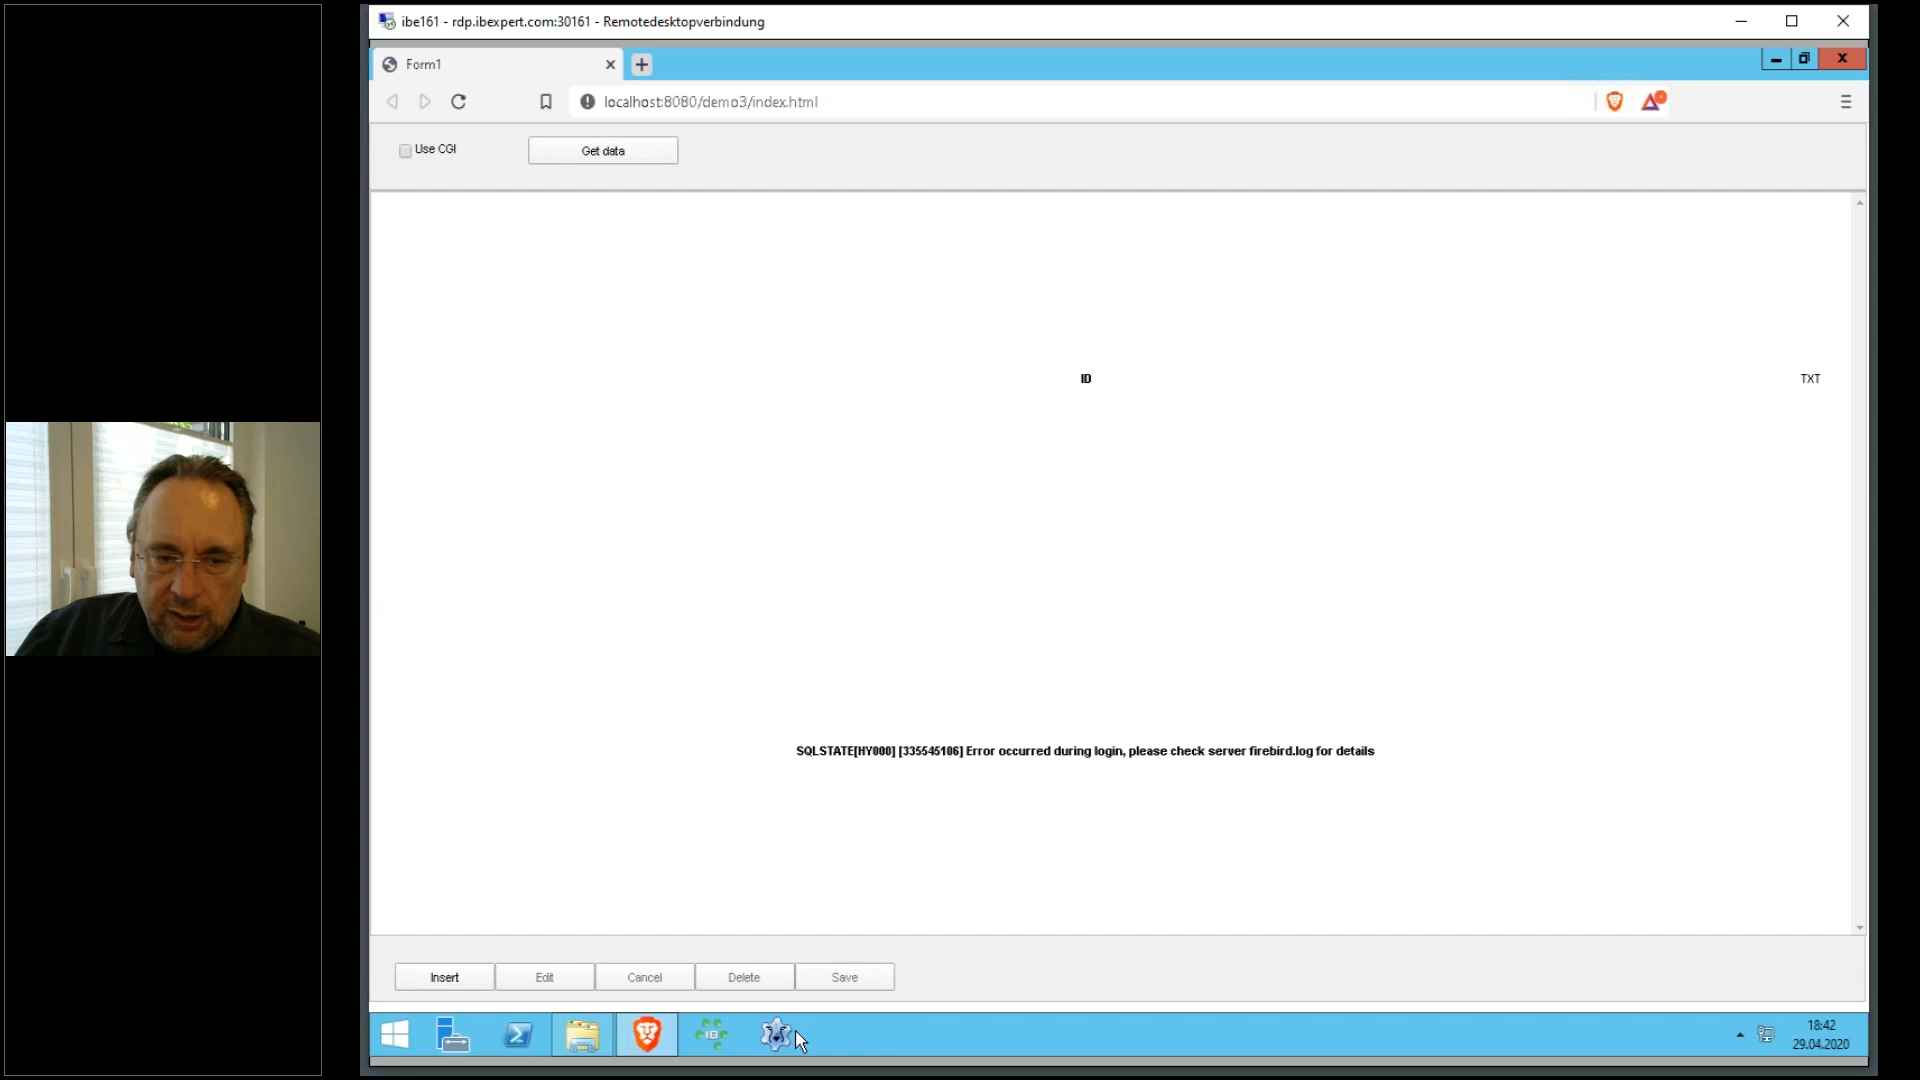 ibe161 - rdp.ibexpert.com:30161 - Remotedesktopverbindung
Form1
localhost:8080/demo3/index.html
Use CGI
Get data
ID
TXT
SQLSTATE[HY000] [335545106] Error occurred during login, please check server firebird.log for details
Insert
Edit
Cancel
Delete
Save
18:42
29.04.2020